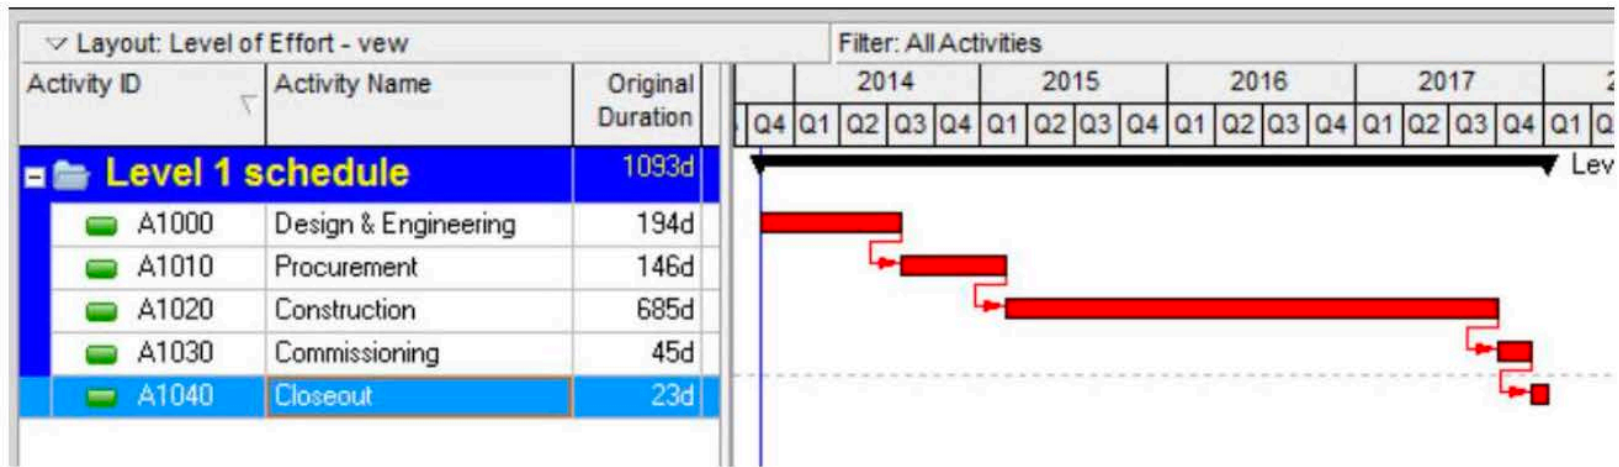 Layout: Level of Effort - vew Filter: All Activities
Activity ID Activity Name Original Duration 2014 2015 2016 2017 2
Q4 Q1 Q2 Q3 Q4 Q1 Q2 Q3 Q4 Q1 Q2 Q3 Q4 Q1 Q2 Q3 Q4 Q1 Q
Level 1 schedule 1093d Lev
A1000 Design & Engineering 194d
A1010 Procurement 146d
A1020 Construction 685d
A1030 Commissioning 45d
A1040 Closeout 23d